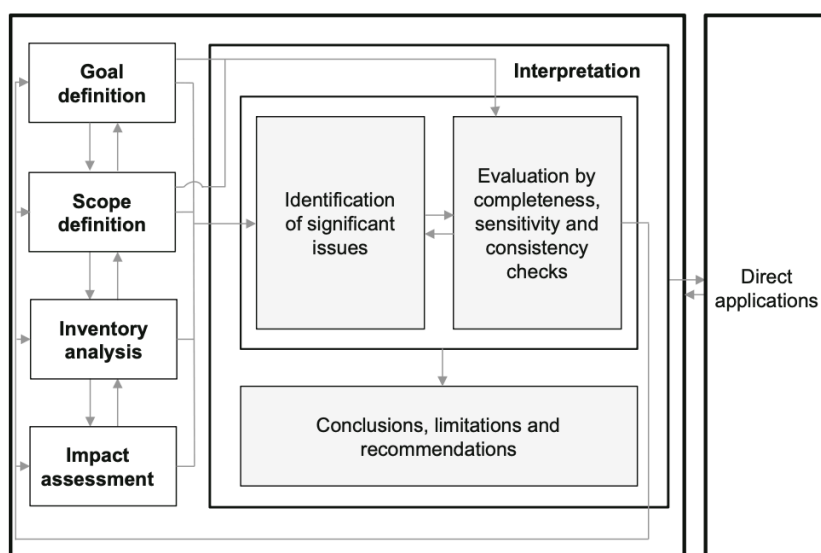 Goal
definition
Scope
definition
Inventory
analysis
Impact
assessment
Interpretation
Identification
of significant
issues
Evaluation by
completeness,
sensitivity and
consistency
checks
Conclusions, limitations and
recommendations
Direct
applications